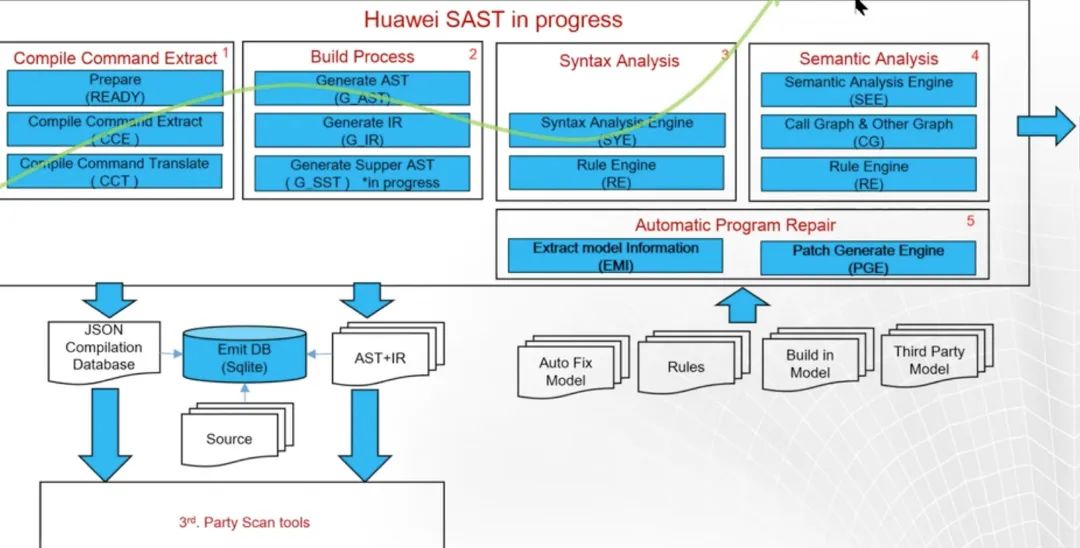 Huawei SAST in progress
Compile Command Extract 1
Prepare
(READY)
Compile Command Extract
( CCE )
Compile Command Translate
( CCT )
Build Process 2
Generate AST
(G_AST)
Generate IR
(G_IR)
Generate Supper AST
( G_SST ) *in progress
Syntax Analysis 3
Syntax Analysis Engine
(SYE)
Rule Engine
(RE)
Semantic Analysis 4
Semantic Analysis Engine
(SEE)
Call Graph & Other Graph
(CG)
Rule Engine
(RE)
Automatic Program Repair 5
Extract model Information
(EMI)
Patch Generate Engine
(PGE)
JSON
Compilation
Database
Emit DB
(Sqlite)
AST+IR
Source
Auto Fix
Model
Rules
Build in
Model
Third Party
Model
3rd. Party Scan tools